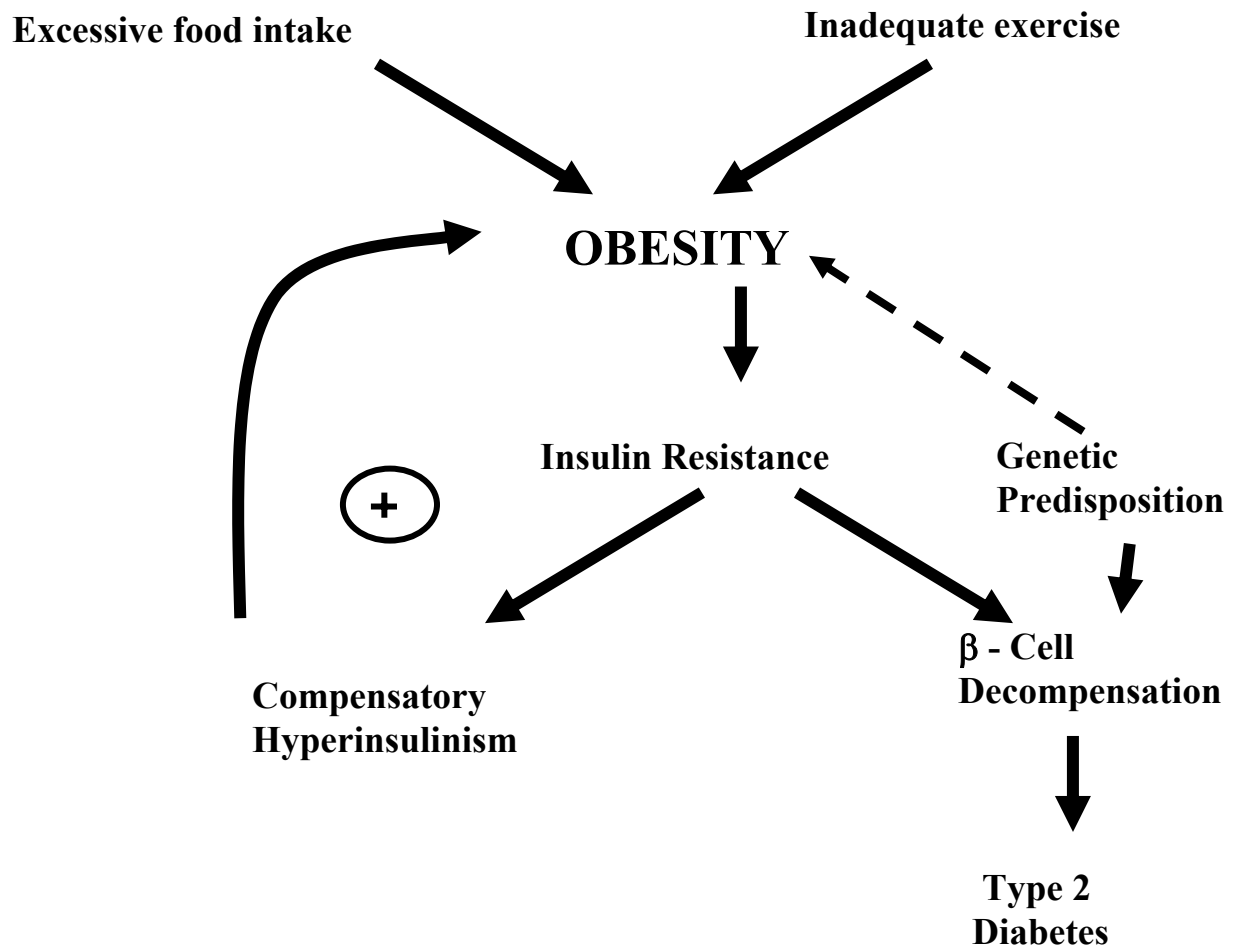 Excessive food intake
Inadequate exercise
OBESITY
Insulin Resistance
Genetic
Predisposition
+
β - Cell
Decompensation
Compensatory
Hyperinsulinism
Type 2
Diabetes